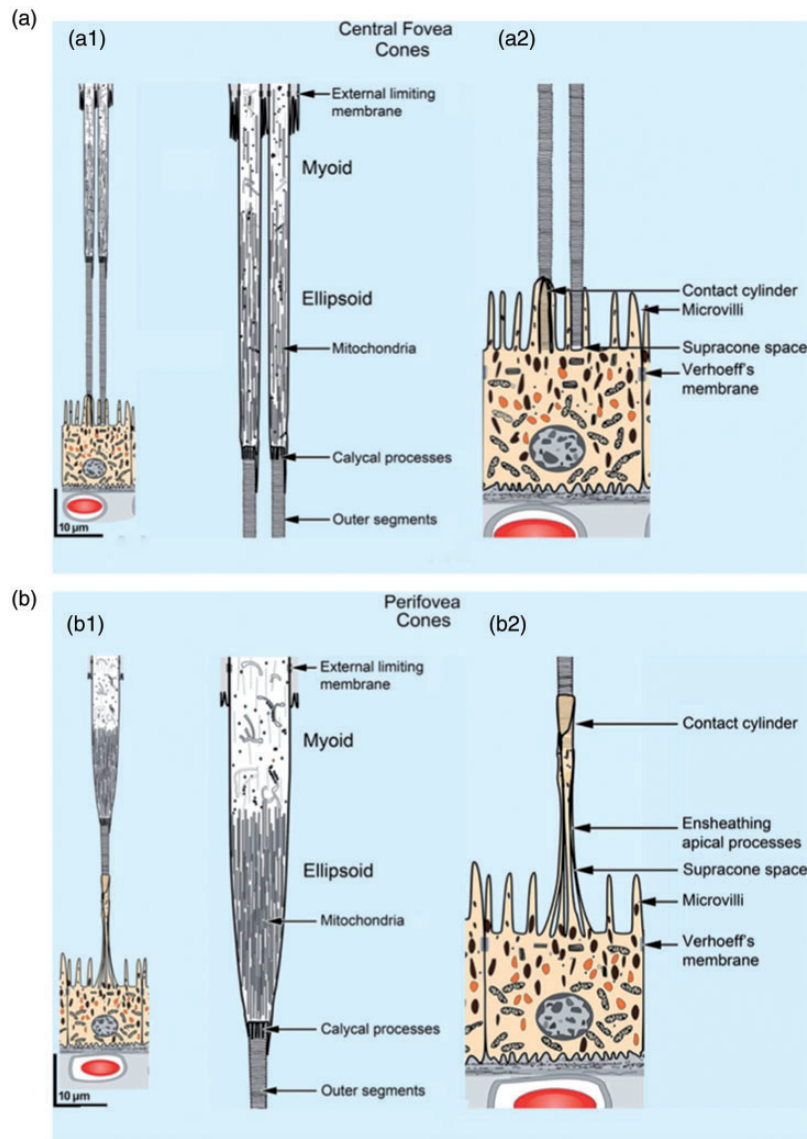 (a)
(a1)
Central Fovea
Cones
(a2)
External limiting
membrane
Myoid
Ellipsoid
Mitochondria
Calycal processes
Outer segments
10 µm
Contact cylinder
Microvilli
Supracone space
Verhoeff's
membrane
(b)
(b1)
Perifovea
Cones
(b2)
External limiting
membrane
Myoid
Ellipsoid
Mitochondria
Calycal processes
Outer segments
10 µm
Contact cylinder
Ensheathing
apical processes
Supracone space
Microvilli
Verhoeff's
membrane